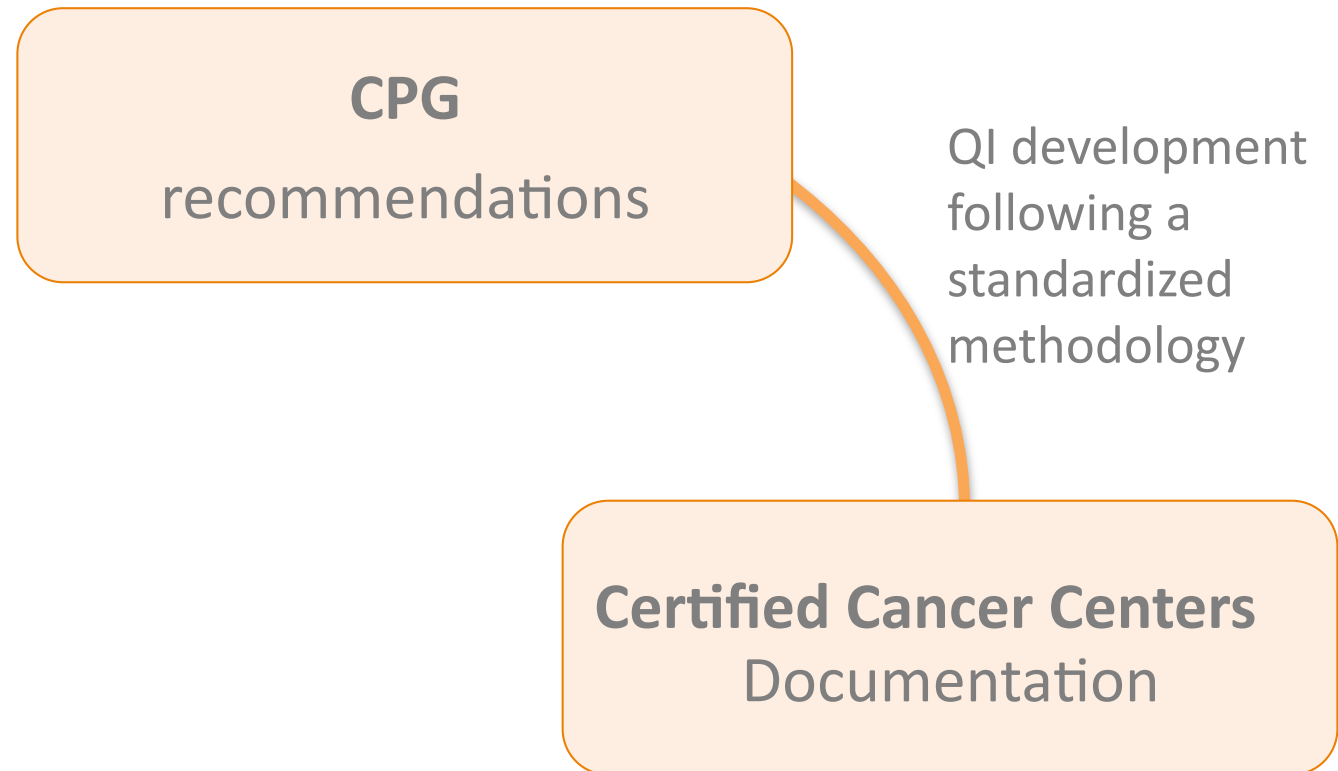 CPG
recommendations
QI development
following a
standardized
methodology
Certified Cancer Centers
Documentation